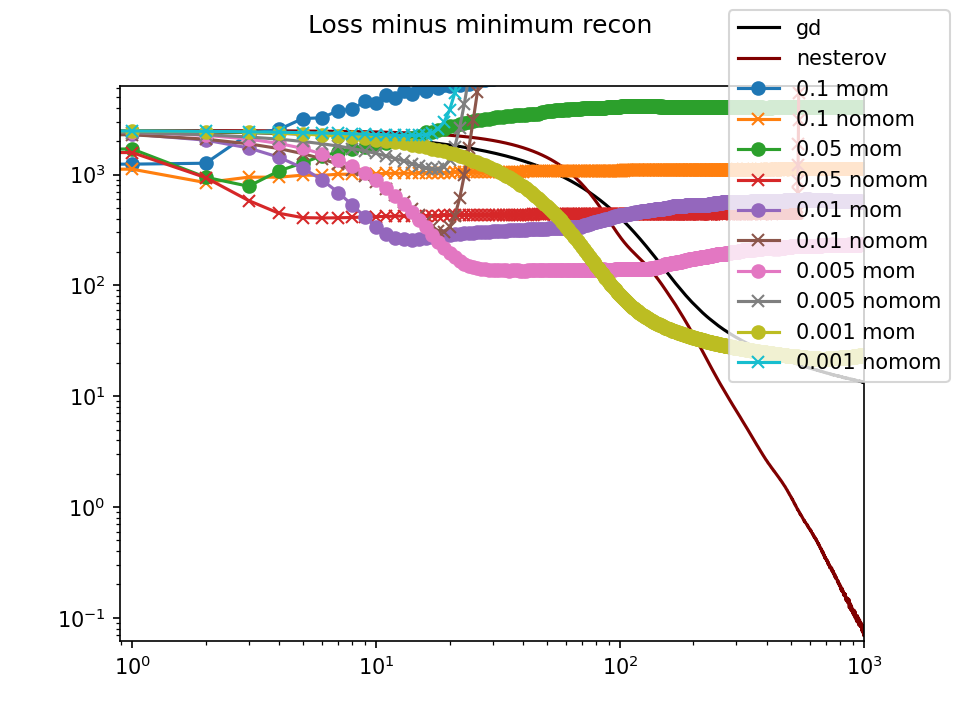 Loss minus minimum recon
gd
nesterov
0.1 mom
0.1 nomom
0.05 mom
0.05 nomom
0.01 mom
0.01 nomom
0.005 mom
0.005 nomom
0.001 mom
0.001 nomom
10³
10²
10¹
10⁰
10⁻¹
10⁰ 10¹ 10² 10³